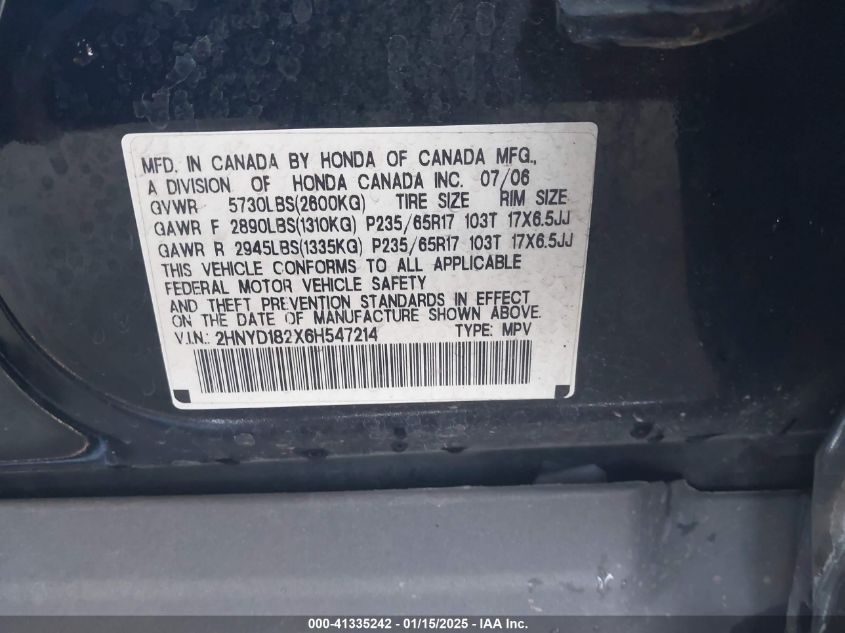 MFD. IN CANADA BY HONDA OF CANADA MFG.,
A DIVISION OF HONDA CANADA INC. 07/06
GVWR 5730LBS(2600KG) TIRE SIZE RIM SIZE
GAWR F 2890LBS(1310KG) P235/65R17 103T 17X6.5JJ
GAWR R 2945LBS(1335KG) P235/65R17 103T 17X6.5JJ
THIS VEHICLE CONFORMS TO ALL APPLICABLE
FEDERAL MOTOR VEHICLE SAFETY
AND THEFT PREVENTION STANDARDS IN EFFECT
ON THE DATE OF MANUFACTURE SHOWN ABOVE.
V.I.N.: 2HNYD182X6H547214 TYPE: MPV
000-41335242 - 01/15/2025 - IAA Inc.